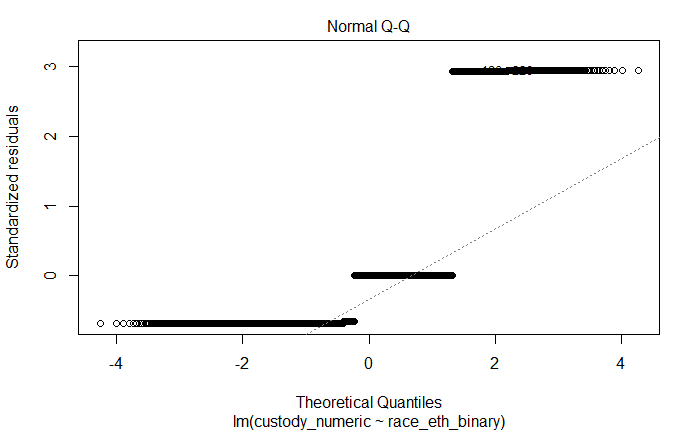 Normal Q-Q
Standardized residuals
3
2
1
0
-4
-2
0
2
4
Theoretical Quantiles
lm(custody_numeric ~ race_eth_binary)